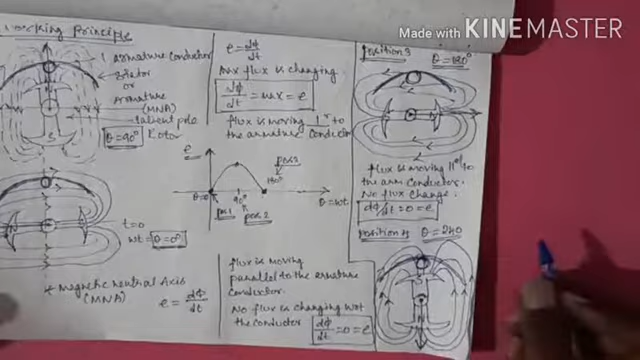 Made with KINEMASTER
Working Principle
Armature Conductor
Stator
or
Armature
(MNA)
Salient pole
θ = 90° Rotor
t = 0
wt = θ = 0°
* Magnetic Neutral Axis
(MNA)
e = dφ/dt
e = dφ/dt
Max flux is changing
dφ/dt = max = e
flux is moving ⊥r to
the armature conductor
e
pos 3
180°
θ=0
90°
θ = wt
pos 1
pos 2
flux is moving
parallel to the armature
conductor.
No flux is changing wrt
the conductor dφ/dt = 0 = e
Position 3 θ = 180°
flux is moving 11el to
the arm conductor.
No flux change.
dφ/dt = 0 = e
Position 4 θ = 240